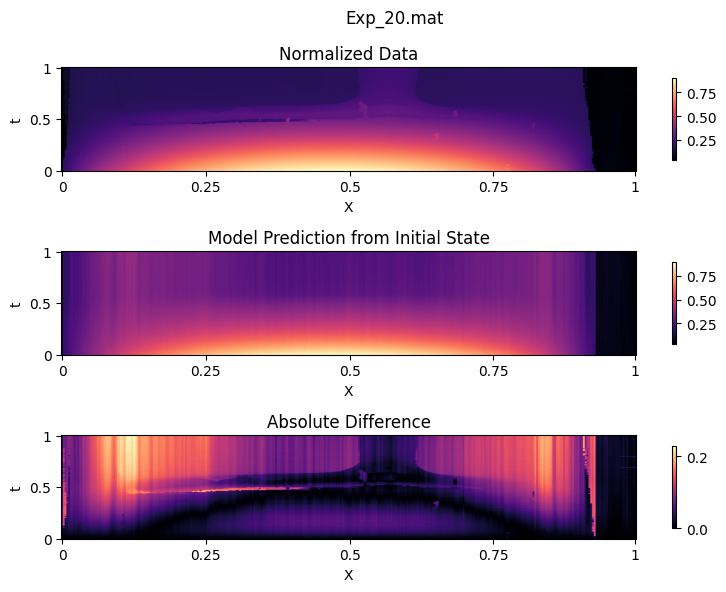 Exp_20.mat
Normalized Data
1
0.5
0
t
0 0.25 0.5 0.75 1
X
0.75
0.50
0.25
Model Prediction from Initial State
1
0.5
0
t
0 0.25 0.5 0.75 1
X
0.75
0.50
0.25
Absolute Difference
1
0.5
0
t
0 0.25 0.5 0.75 1
X
0.2
0.0